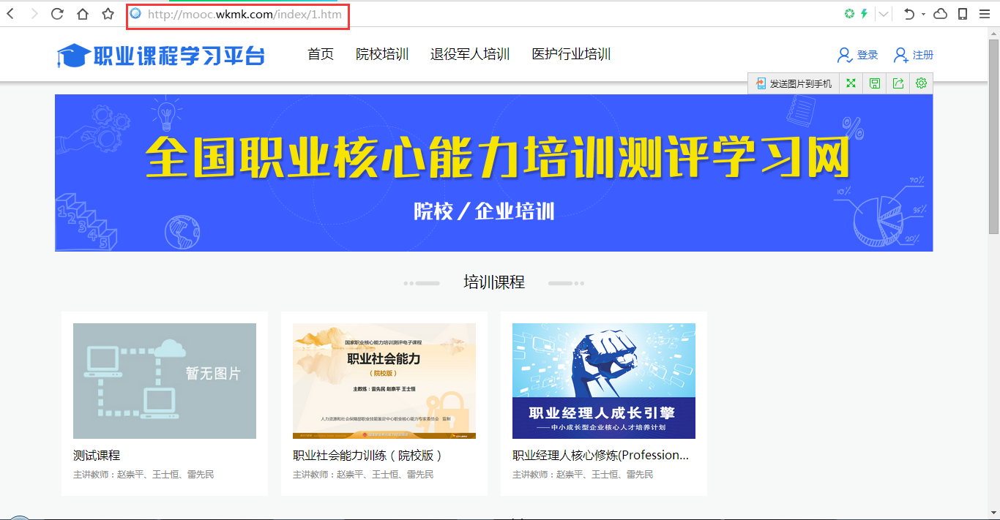 http://mooc.wkmk.com/index/1.htm
职业课程学习平台
首页 院校培训 退役军人培训 医护行业培训
登录 注册
发送图片到手机
全国职业核心能力培训测评学习网
院校/企业培训
1 2 3 4 5
%
10%
70%
35%
20%
培训课程
暂无图片
国家职业核心能力培训测评电子课程
职业社会能力
(院校版)
主教练：雷先民 赵崇平 王士恒
人力资源和社会保障部职业技能鉴定中心职业核心能力专家委员会 监制
职业经理人成长引擎
——中小成长型企业核心人才培养计划
测试课程
主讲教师：赵崇平、王士恒、雷先民
职业社会能力训练（院校版）
主讲教师：赵崇平、王士恒、雷先民
职业经理人核心修炼(Profession...
主讲教师：赵崇平、王士恒、雷先民